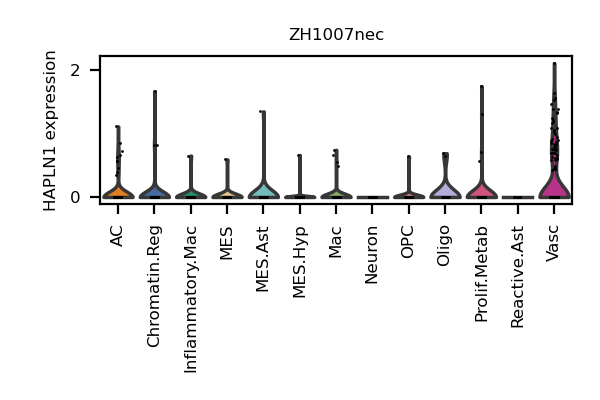 ZH1007nec
HAPLN1 expression
2
0
AC
Chromatin.Reg
Inflammatory.Mac
MES
MES.Ast
MES.Hyp
Mac
Neuron
OPC
Oligo
Prolif.Metab
Reactive.Ast
Vasc